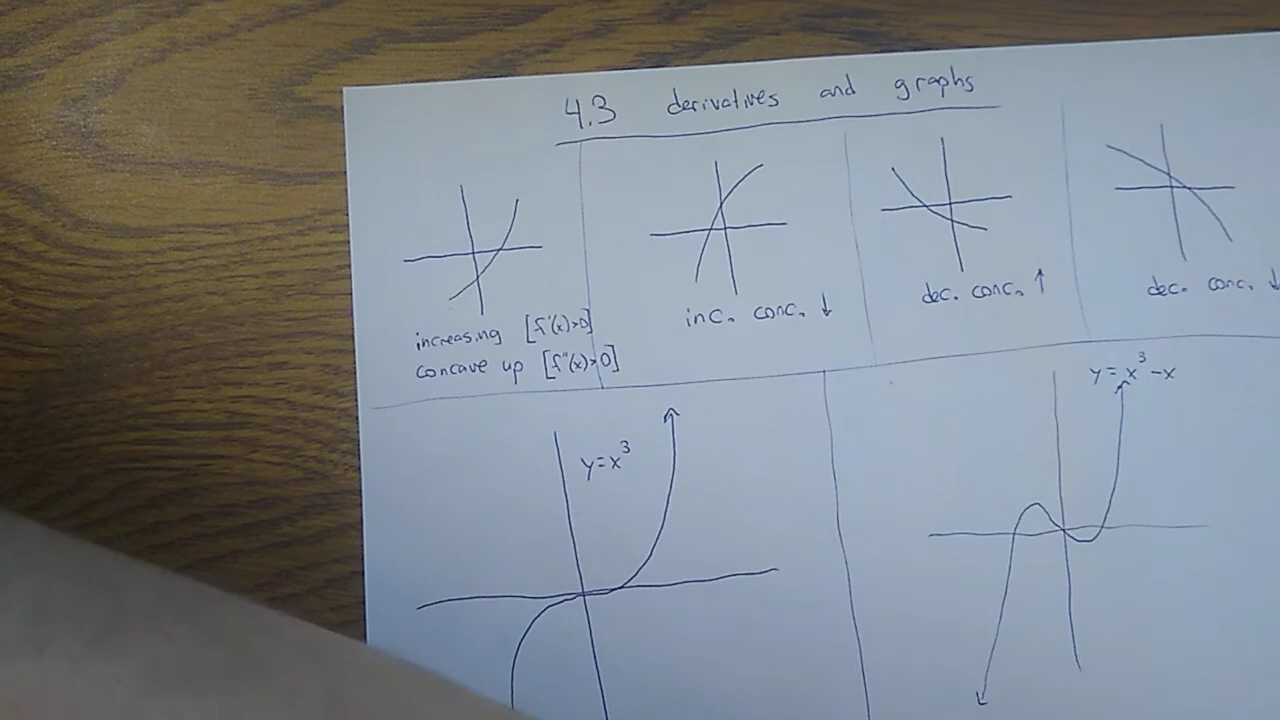 4.3 derivatives and graphs
increasing [f'(x)>0]
concave up [f"(x)>0]
inc. conc. ↓
dec. conc. ↑
dec. conc. ↓
y=x³
y=x³-x